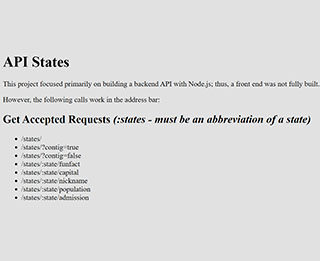 API States
This project focused primarily on building a backend API with Node.js; thus, a front end was not fully built.
However, the following calls work in the address bar:
Get Accepted Requests (:states - must be an abbreviation of a state)
/states/
/states/?contig=true
/states/?contig=false
/states/:state/funfact
/states/:state/capital
/states/:state/nickname
/states/:state/population
/states/:state/admission